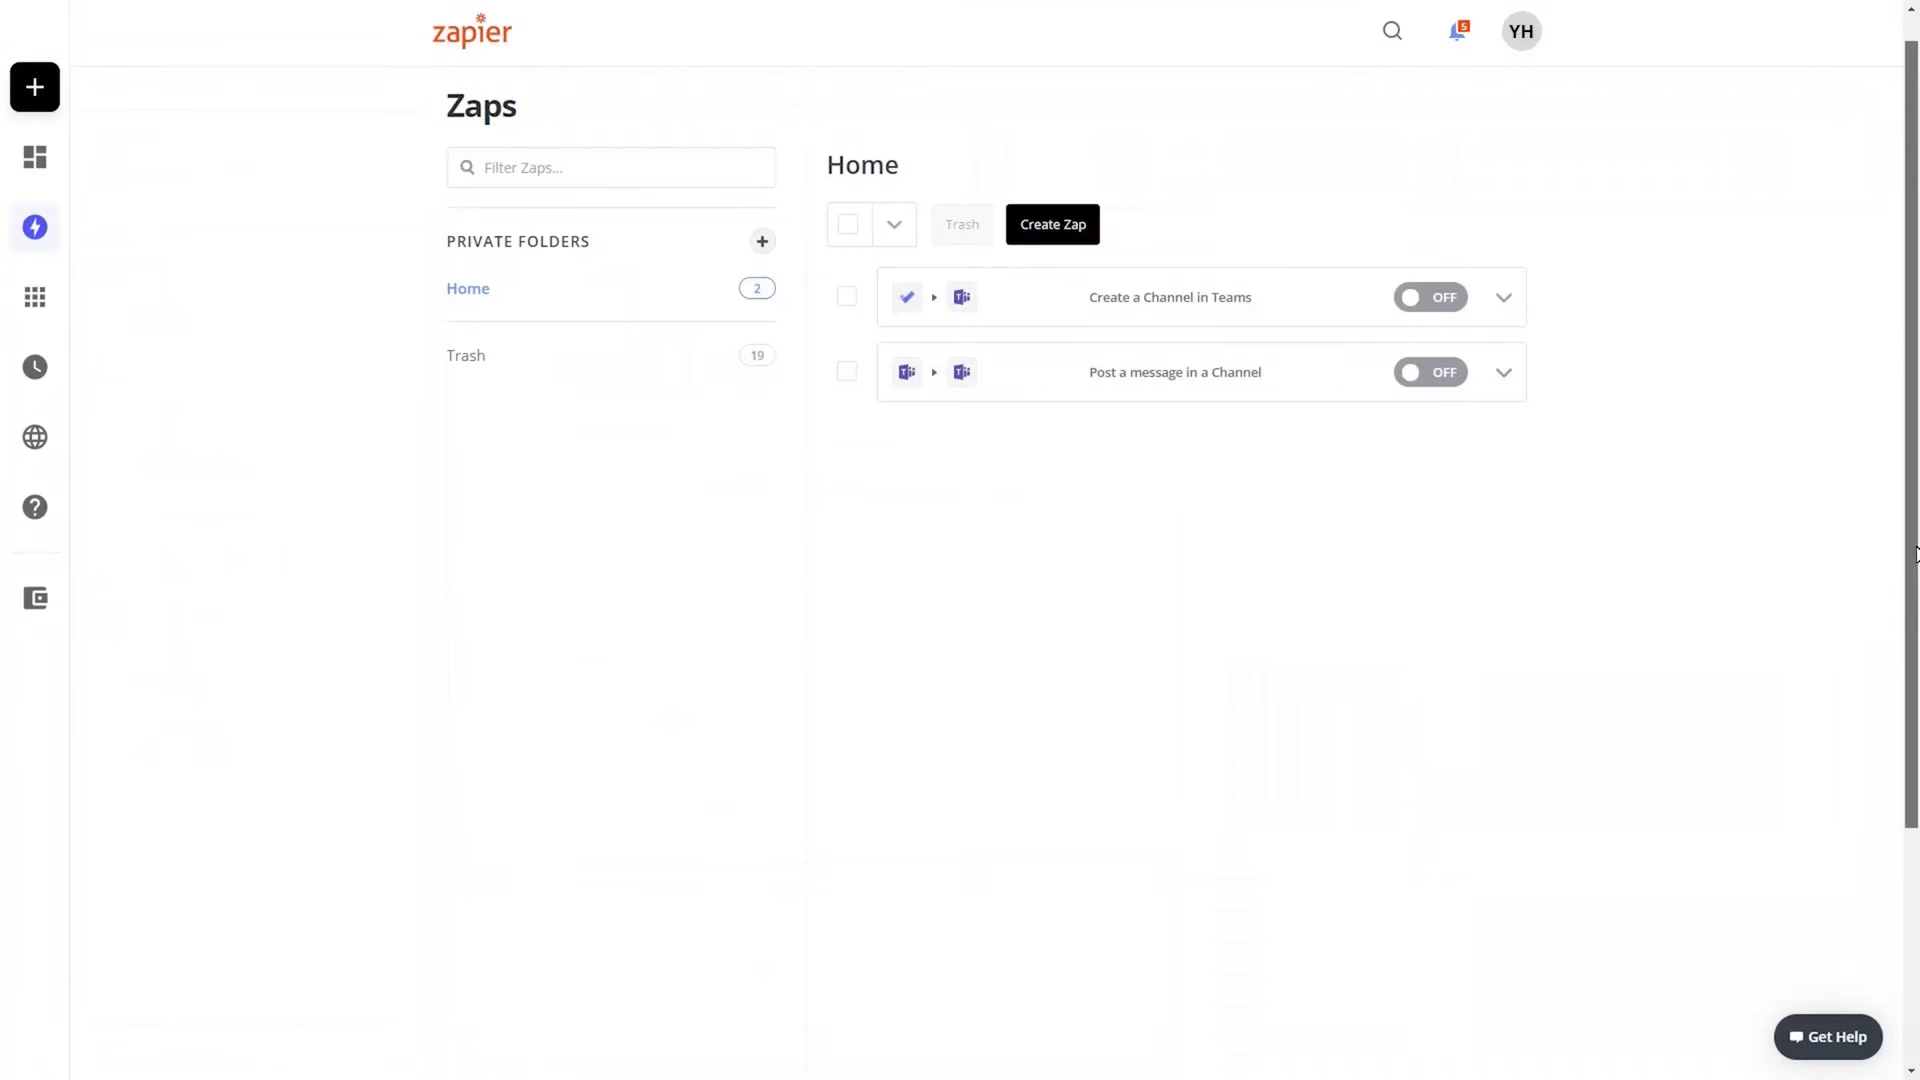 zapier
5
YH
Zaps
Filter Zaps...
PRIVATE FOLDERS
Home
2
Trash
19
Home
Trash
Create Zap
Create a Channel in Teams
OFF
Post a message in a Channel
OFF
Get Help